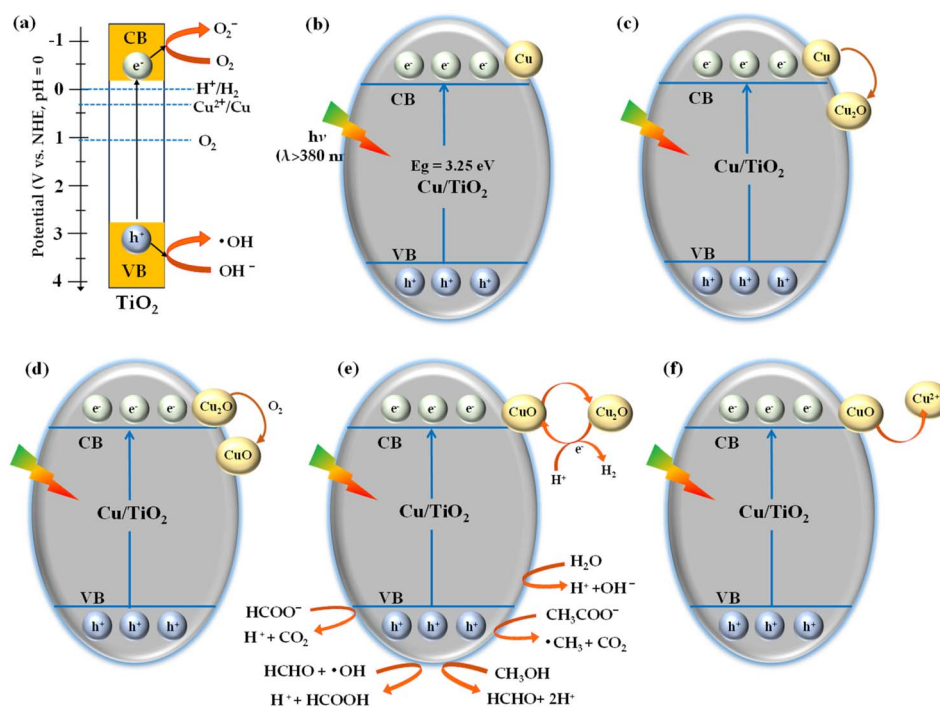 (a)
Potential (V vs. NHE, pH = 0
-1
0
1
2
3
4
CB
e⁻
h⁺
VB
TiO₂
O₂⁻
O₂
H⁺/H₂
Cu²⁺/Cu
O₂
•OH
OH⁻
(b)
e⁻ e⁻ e⁻ Cu
CB
hν
(λ>380 nm
Eg = 3.25 eV
Cu/TiO₂
VB
h⁺ h⁺ h⁺
(c)
e⁻ e⁻ e⁻ Cu
Cu₂O
CB
Cu/TiO₂
VB
h⁺ h⁺ h⁺
(d)
e⁻ e⁻ e⁻ Cu₂O
O₂
CuO
CB
Cu/TiO₂
VB
h⁺ h⁺ h⁺
(e)
e⁻ e⁻ e⁻ CuO Cu₂O
CB
e⁻
H⁺ H₂
Cu/TiO₂
H₂O
H⁺ +OH⁻
VB
h⁺ h⁺ h⁺
HCOO⁻
H⁺ + CO₂
CH₃COO⁻
•CH₃ + CO₂
HCHO + •OH
H⁺ + HCOOH
CH₃OH
HCHO+ 2H⁺
(f)
e⁻ e⁻ e⁻ CuO Cu²⁺
CB
Cu/TiO₂
VB
h⁺ h⁺ h⁺